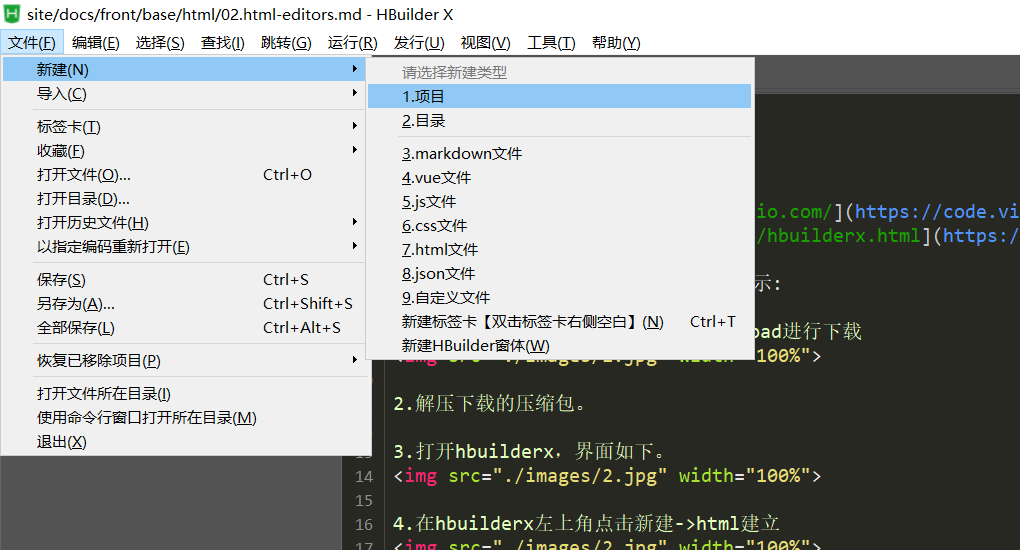 site/docs/front/base/html/02.html-editors.md - HBuilder X
文件(F) 编辑(E) 选择(S) 查找(I) 跳转(G) 运行(R) 发行(U) 视图(V) 工具(T) 帮助(Y)
新建(N)
导入(C)
标签卡(T)
收藏(F)
打开文件(O)... Ctrl+O
打开目录(D)...
打开历史文件(H)
以指定编码重新打开(E)
保存(S) Ctrl+S
另存为(A)... Ctrl+Shift+S
全部保存(L) Ctrl+Alt+S
恢复已移除项目(P)
打开文件所在目录(I)
使用命令行窗口打开所在目录(M)
退出(X)
请选择新建类型
1.项目
2.目录
3.markdown文件
4.vue文件
5.js文件
6.css文件
7.html文件
8.json文件
9.自定义文件
新建标签卡【双击标签卡右侧空白】(N) Ctrl+T
新建HBuilder窗体(W)
io.com/](https://code.vi
/hbuilderx.html](https:/
示:
oad进行下载
<img src="./images/2.jpg" width="100%">
2.解压下载的压缩包。
3.打开hbuilderx，界面如下。
14 <img src="./images/2.jpg" width="100%">
15
16 4.在hbuilderx左上角点击新建->html建立
17 <img src="./images/2.jpg" width="100%">